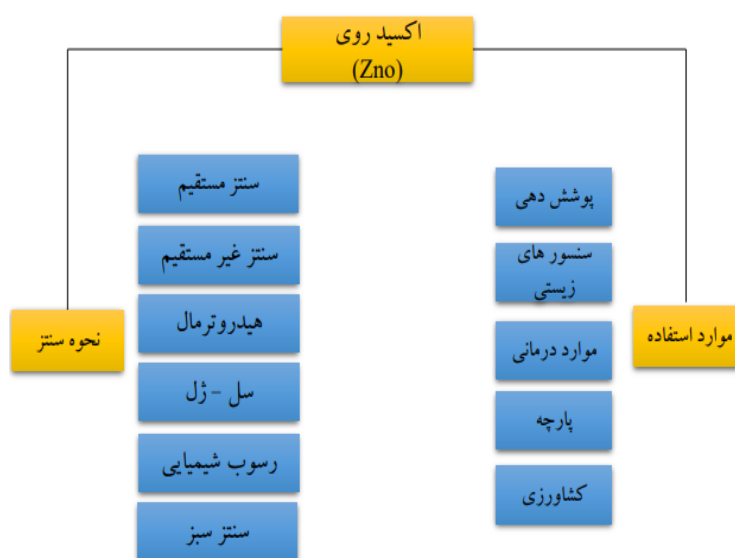 اکسید روی
(Zno)
موارد استفاده
پوشش دهی
سنسور های
زیستی
موارد درمانی
پارچه
کشاورزی
نحوه سنتز
سنتز مستقیم
سنتز غیر مستقیم
هیدروترمال
سل - ژل
رسوب شیمیایی
سنتز سبز